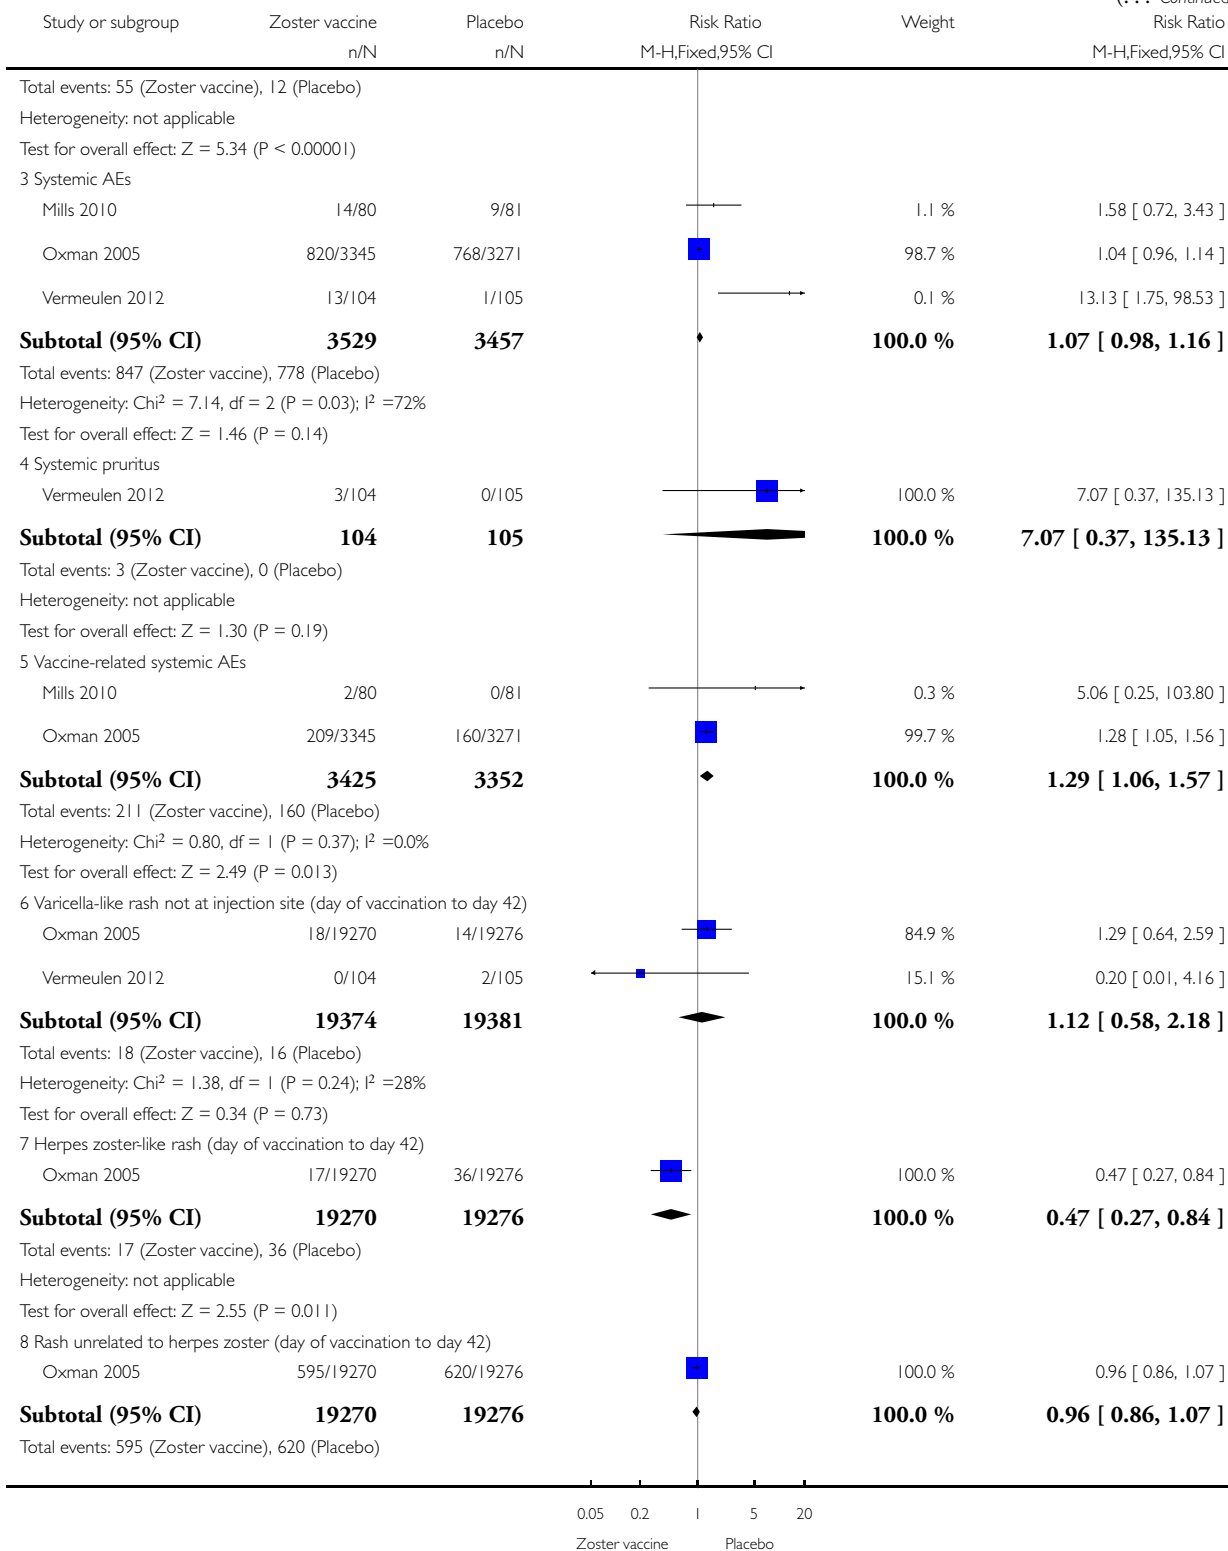 (... Continued
Study or subgroup Zoster vaccine Placebo Risk Ratio Weight Risk Ratio
n/N n/N M-H,Fixed,95% CI M-H,Fixed,95% CI
Total events: 55 (Zoster vaccine), 12 (Placebo)
Heterogeneity: not applicable
Test for overall effect: Z = 5.34 (P < 0.00001)
3 Systemic AEs
Mills 2010 14/80 9/81 1.1 % 1.58 [ 0.72, 3.43 ]
Oxman 2005 820/3345 768/3271 98.7 % 1.04 [ 0.96, 1.14 ]
Vermeulen 2012 13/104 1/105 0.1 % 13.13 [ 1.75, 98.53 ]
Subtotal (95% CI) 3529 3457 100.0 % 1.07 [ 0.98, 1.16 ]
Total events: 847 (Zoster vaccine), 778 (Placebo)
Heterogeneity: Chi² = 7.14, df = 2 (P = 0.03); I² =72%
Test for overall effect: Z = 1.46 (P = 0.14)
4 Systemic pruritus
Vermeulen 2012 3/104 0/105 100.0 % 7.07 [ 0.37, 135.13 ]
Subtotal (95% CI) 104 105 100.0 % 7.07 [ 0.37, 135.13 ]
Total events: 3 (Zoster vaccine), 0 (Placebo)
Heterogeneity: not applicable
Test for overall effect: Z = 1.30 (P = 0.19)
5 Vaccine-related systemic AEs
Mills 2010 2/80 0/81 0.3 % 5.06 [ 0.25, 103.80 ]
Oxman 2005 209/3345 160/3271 99.7 % 1.28 [ 1.05, 1.56 ]
Subtotal (95% CI) 3425 3352 100.0 % 1.29 [ 1.06, 1.57 ]
Total events: 211 (Zoster vaccine), 160 (Placebo)
Heterogeneity: Chi² = 0.80, df = 1 (P = 0.37); I² =0.0%
Test for overall effect: Z = 2.49 (P = 0.013)
6 Varicella-like rash not at injection site (day of vaccination to day 42)
Oxman 2005 18/19270 14/19276 84.9 % 1.29 [ 0.64, 2.59 ]
Vermeulen 2012 0/104 2/105 15.1 % 0.20 [ 0.01, 4.16 ]
Subtotal (95% CI) 19374 19381 100.0 % 1.12 [ 0.58, 2.18 ]
Total events: 18 (Zoster vaccine), 16 (Placebo)
Heterogeneity: Chi² = 1.38, df = 1 (P = 0.24); I² =28%
Test for overall effect: Z = 0.34 (P = 0.73)
7 Herpes zoster-like rash (day of vaccination to day 42)
Oxman 2005 17/19270 36/19276 100.0 % 0.47 [ 0.27, 0.84 ]
Subtotal (95% CI) 19270 19276 100.0 % 0.47 [ 0.27, 0.84 ]
Total events: 17 (Zoster vaccine), 36 (Placebo)
Heterogeneity: not applicable
Test for overall effect: Z = 2.55 (P = 0.011)
8 Rash unrelated to herpes zoster (day of vaccination to day 42)
Oxman 2005 595/19270 620/19276 100.0 % 0.96 [ 0.86, 1.07 ]
Subtotal (95% CI) 19270 19276 100.0 % 0.96 [ 0.86, 1.07 ]
Total events: 595 (Zoster vaccine), 620 (Placebo)
0.05 0.2 1 5 20
Zoster vaccine Placebo